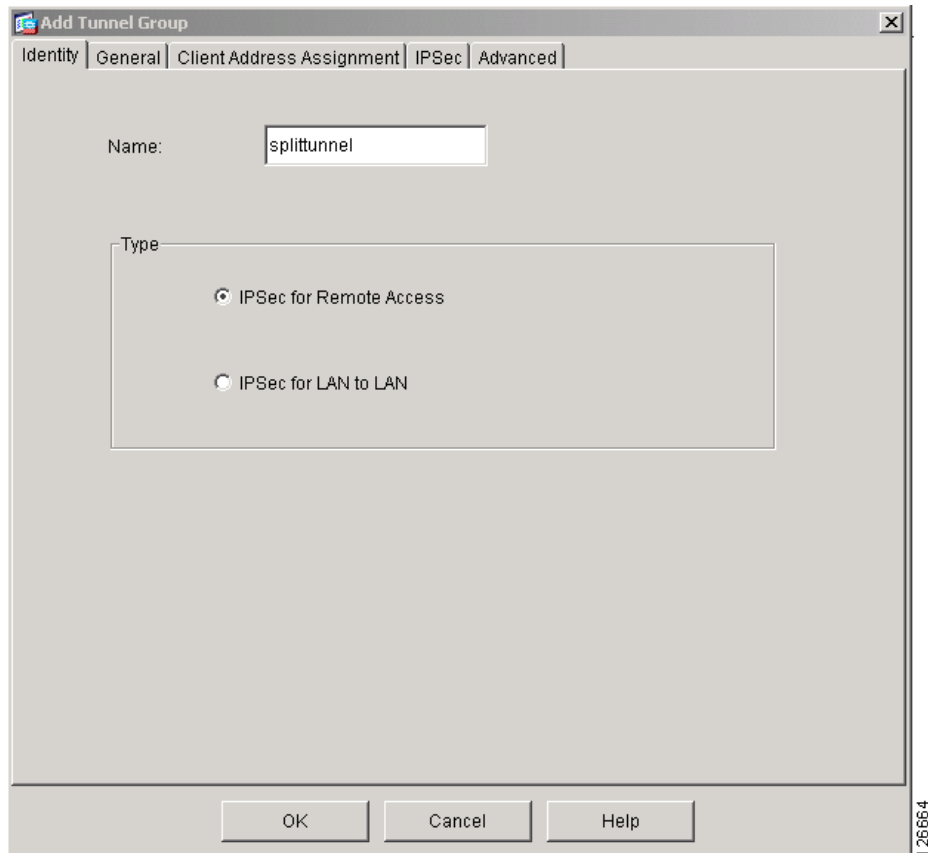 Add Tunnel Group
Identity General Client Address Assignment IPSec Advanced
Name: splittunnel
Type
IPSec for Remote Access
IPSec for LAN to LAN
OK Cancel Help
126664